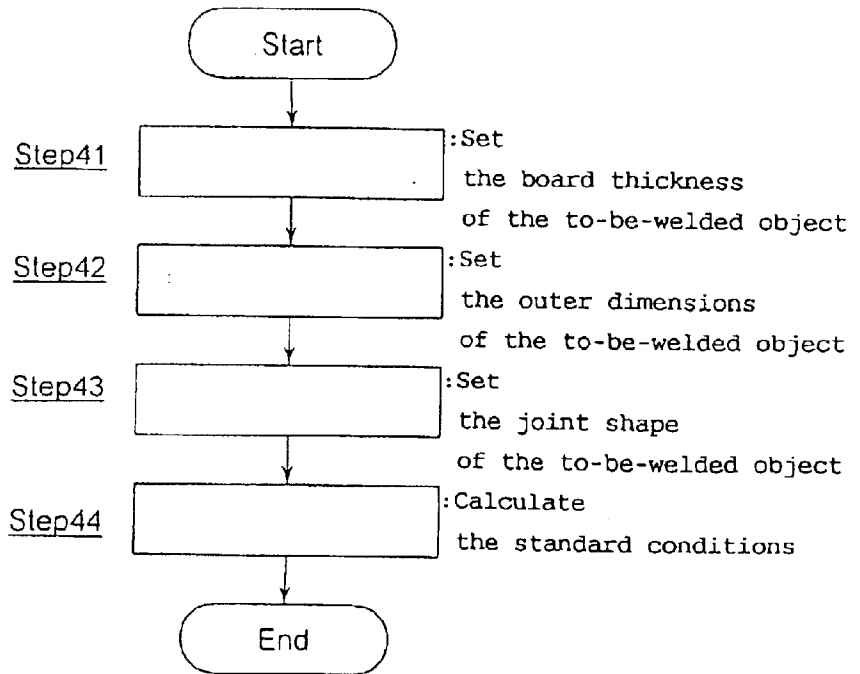 Start
Step41
:Set
the board thickness
of the to-be-welded object
Step42
:Set
the outer dimensions
of the to-be-welded object
Step43
:Set
the joint shape
of the to-be-welded object
Step44
:Calculate
the standard conditions
End